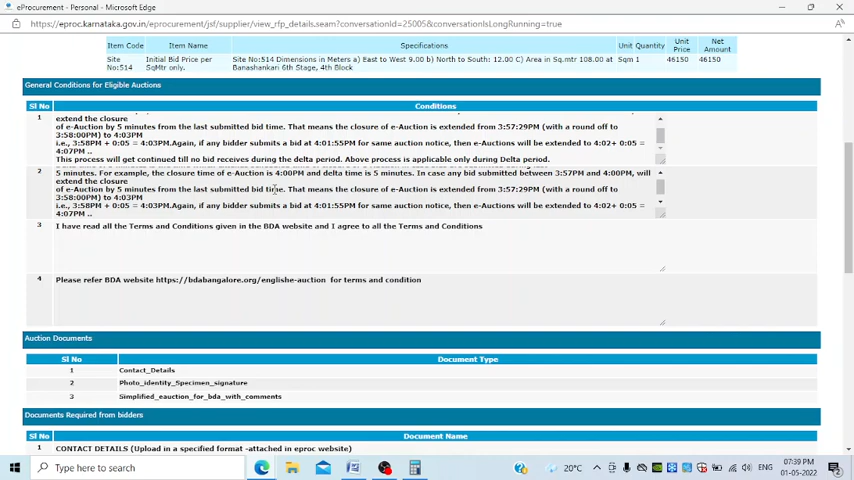 eProcurement - Personal - Microsoft Edge
https://eproc.karnataka.gov.in/eprocurement/jsf/supplier/view_rfp_details.seam?conversationId=25005&conversationIsLongRunning=true
Item Code Item Name Specifications Unit Quantity Unit Price Net Amount
Site No:514 Initial Bid Price per SqMtr only. Site No:514 Dimensions in Meters a) East to West 9.00 b) North to South: 12.00 C) Area in Sq.mtr 108.00 at Banashankari 6th Stage, 4th Block Sqm 1 46150 46150
General Conditions for Eligible Auctions
Sl No Conditions
1
extend the closure
of e-Auction by 5 minutes from the last submitted bid time. That means the closure of e-Auction is extended from 3:57:29PM (with a round off to
3:58:00PM) to 4:03PM
i.e., 3:58PM + 0:05 = 4:03PM.Again, if any bidder submits a bid at 4:01:55PM for same auction notice, then e-Auctions will be extended to 4:02+ 0:05 =
4:07PM ..
This process will get continued till no bid receives during the delta period. Above process is applicable only during Delta period.
2
5 minutes. For example, the closure time of e-Auction is 4:00PM and delta time is 5 minutes. In case any bid submitted between 3:57PM and 4:00PM, will
extend the closure
of e-Auction by 5 minutes from the last submitted bid time. That means the closure of e-Auction is extended from 3:57:29PM (with a round off to
3:58:00PM) to 4:03PM
i.e., 3:58PM + 0:05 = 4:03PM.Again, if any bidder submits a bid at 4:01:55PM for same auction notice, then e-Auctions will be extended to 4:02+ 0:05 =
4:07PM ..
3 I have read all the Terms and Conditions given in the BDA website and I agree to all the Terms and Conditions
4 Please refer BDA website https://bdabangalore.org/englishe-auction for terms and condition
Auction Documents
Sl No Document Type
1 Contact_Details
2 Photo_identity_Specimen_signature
3 Simplified_eauction_for_bda_with_comments
Documents Required from bidders
Sl No Document Name
1 CONTACT DETAILS (Upload in a specified format -attached in eproc website)
Type here to search
20°C
ENG
07:39 PM
01-05-2022
2